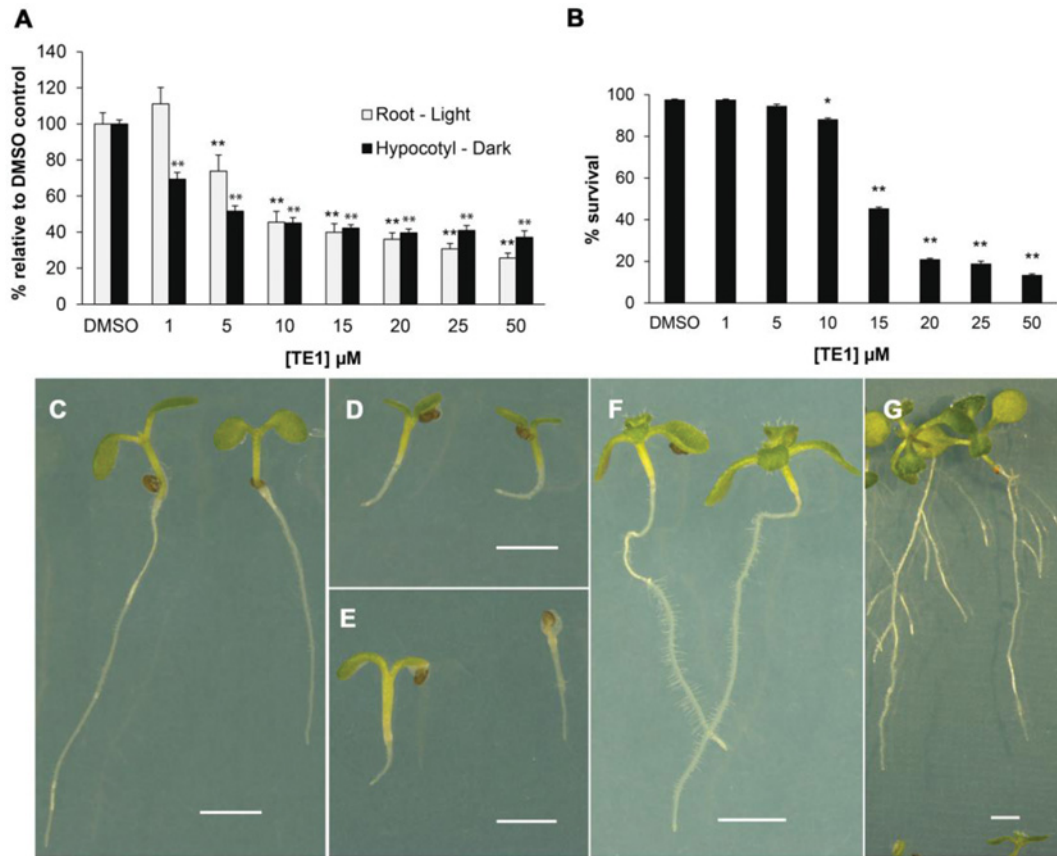 A
% relative to DMSO control
140
120
100
80
60
40
20
0
Root - Light
Hypocotyl - Dark
**
**
**
**
**
**
**
**
**
**
**
**
**
DMSO 1 5 10 15 20 25 50
[TE1] µM
B
% survival
100
80
60
40
20
0
*
**
**
**
**
DMSO 1 5 10 15 20 25 50
[TE1] µM
C
D
E
F
G